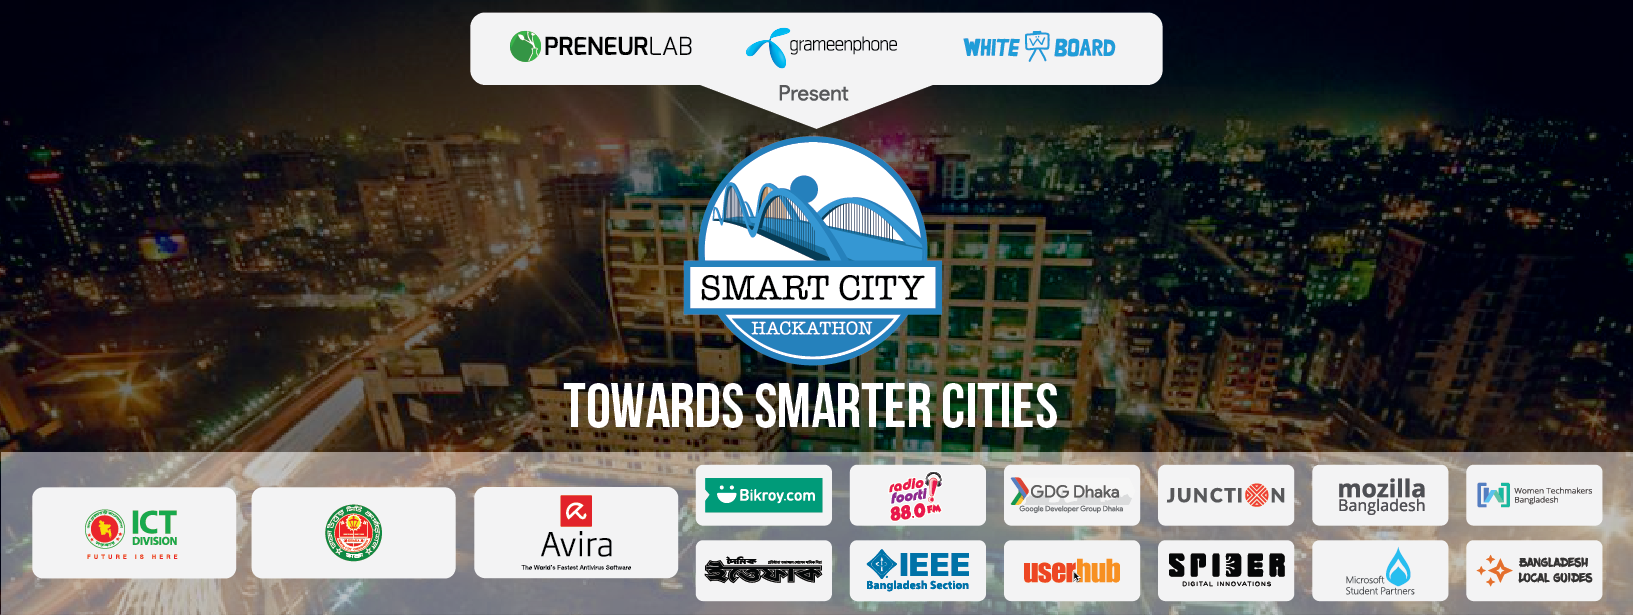 PRENEURLAB
grameenphone
WHITE BOARD
Present
SMART CITY
HACKATHON
TOWARDS SMARTER CITIES
ICT
DIVISION
FUTURE IS HERE
Avira
The World's Fastest Antivirus Software
Bikroy.com
radio
foorti
88.0 FM
GDG Dhaka
Google Developer Group Dhaka
JUNCTION
mozilla
Bangladesh
Women Techmakers
Bangladesh
দৈনিক
ইত্তেফাক
IEEE
Bangladesh Section
userhub
SPIDER
DIGITAL INNOVATIONS
Microsoft
Student Partners
BANGLADESH
LOCAL GUIDES